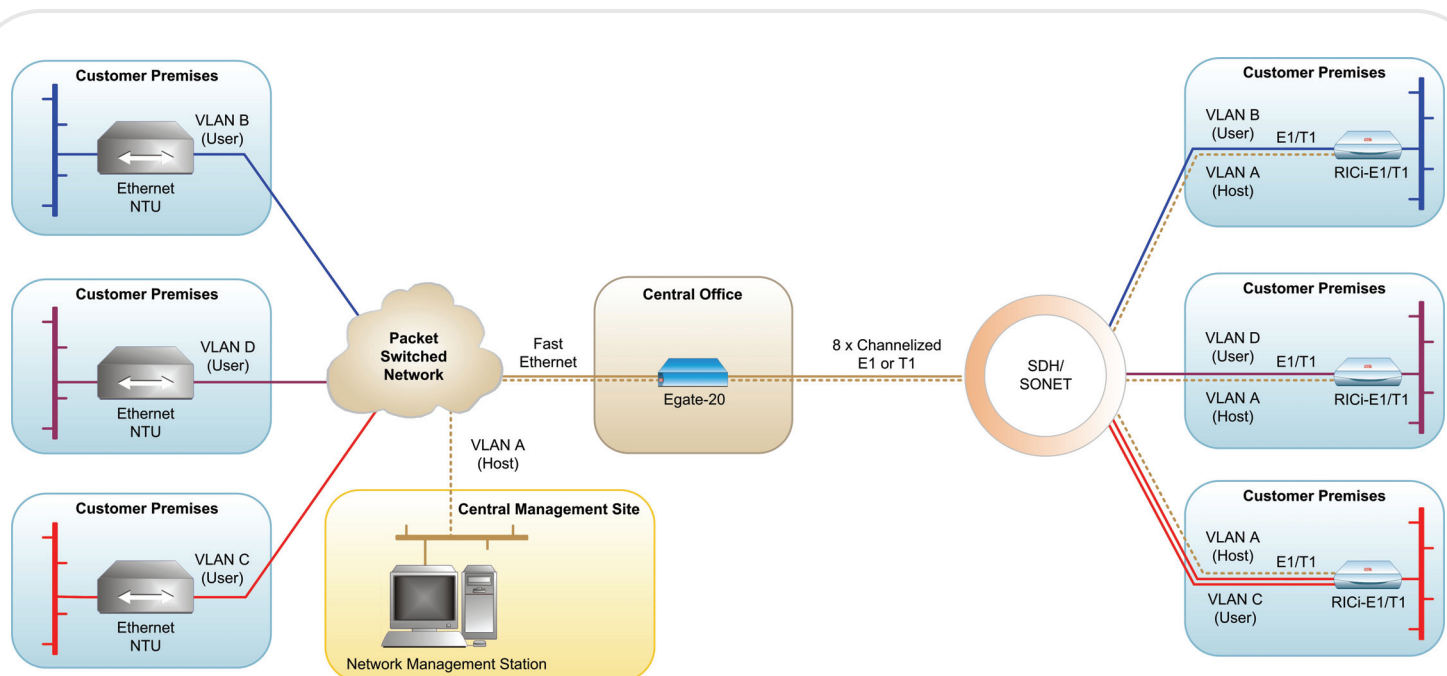 Customer Premises
VLAN B
(User)
Ethernet
NTU
Customer Premises
VLAN D
(User)
Ethernet
NTU
Customer Premises
VLAN C
(User)
Ethernet
NTU
Packet
Switched
Network
Fast
Ethernet
VLAN A
(Host)
Central Management Site
Network Management Station
Central Office
Egate-20
8 x Channelized
E1 or T1
SDH/
SONET
Customer Premises
VLAN B
(User)
E1/T1
VLAN A
(Host)
RICi-E1/T1
Customer Premises
VLAN D
(User)
E1/T1
VLAN A
(Host)
RICi-E1/T1
Customer Premises
VLAN A
(Host)
E1/T1
VLAN C
(User)
RICi-E1/T1